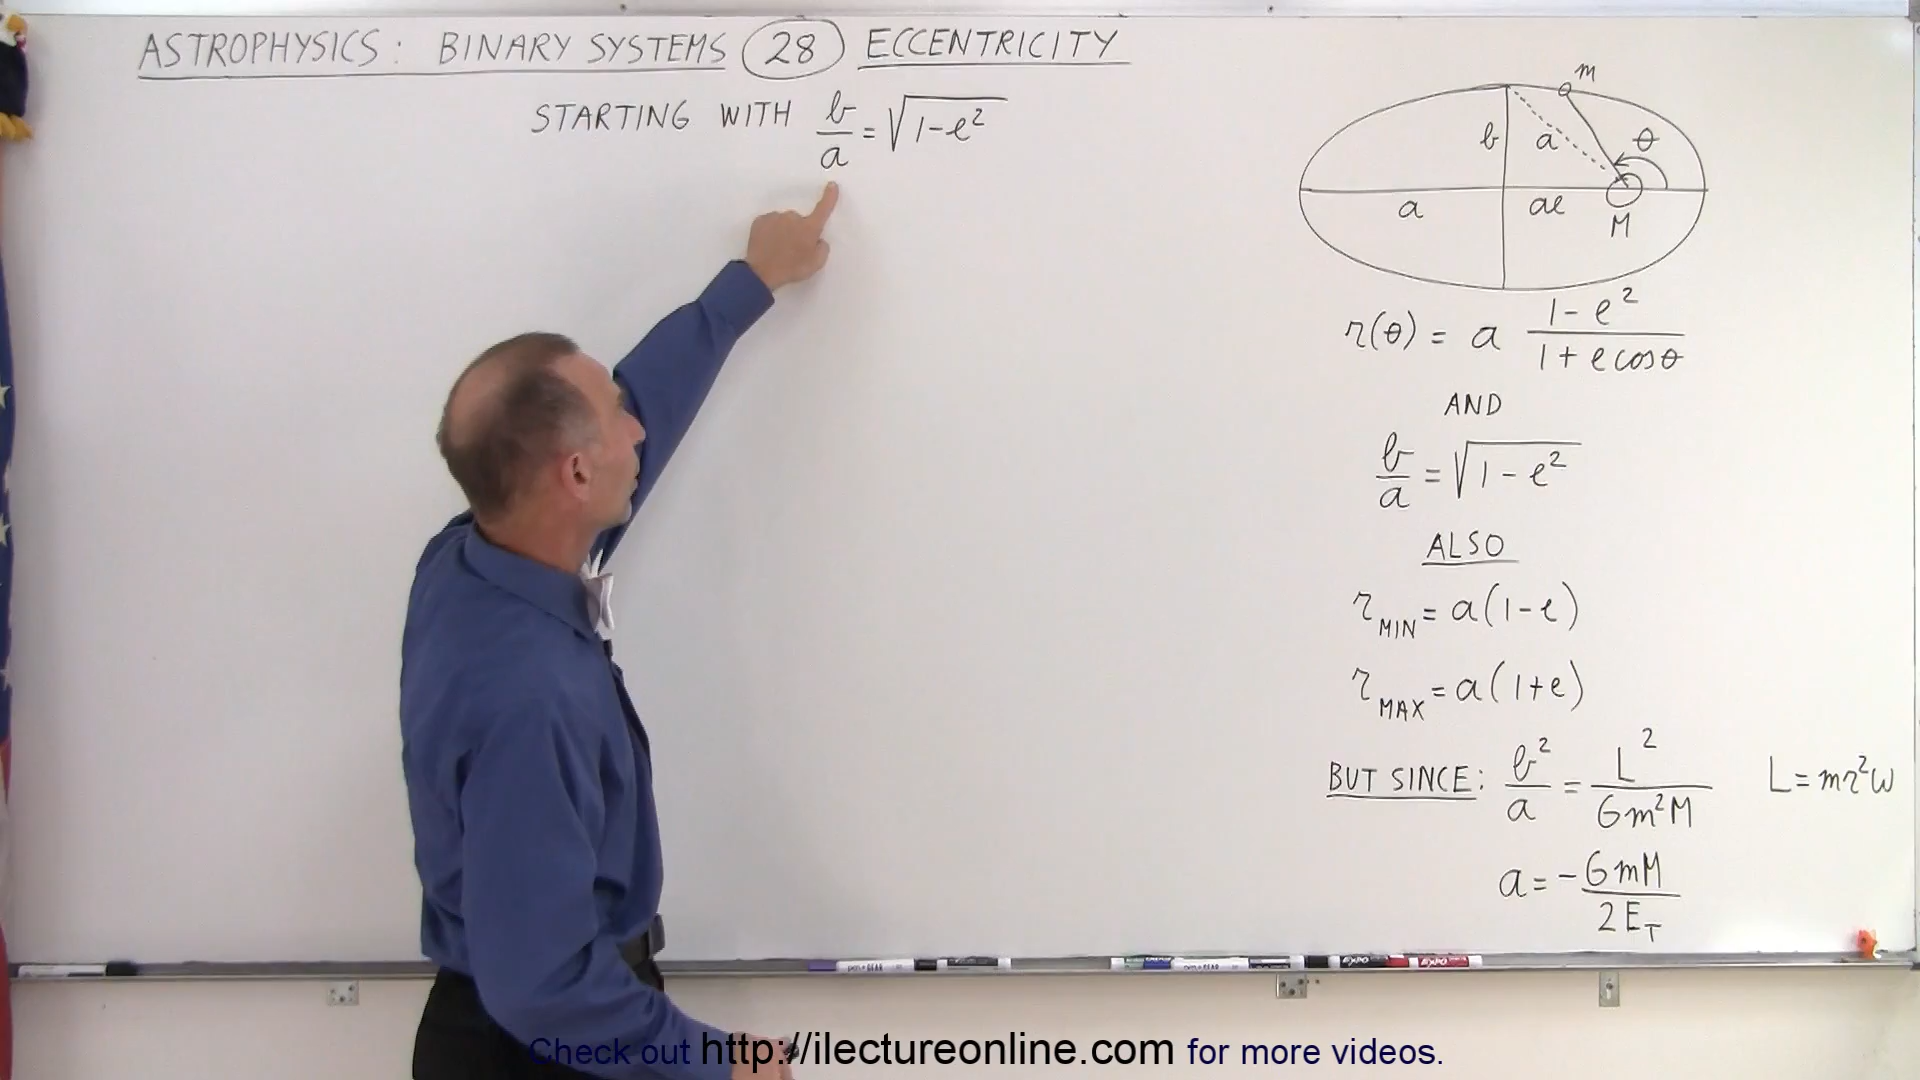 ASTROPHYSICS: BINARY SYSTEMS 28 ECCENTRICITY
STARTING WITH b/a = √(1-e²)
m
b a θ
a ae
M
r(θ) = a (1-e²)/(1+e cos θ)
AND
b/a = √(1-e²)
ALSO
r_MIN = a(1-e)
r_MAX = a(1+e)
BUT SINCE: b²/a = L²/(Gm²M) L = mr²ω
a = -GmM/(2E_T)
EXPO EXPO
Check out http://ilectureonline.com for more videos.